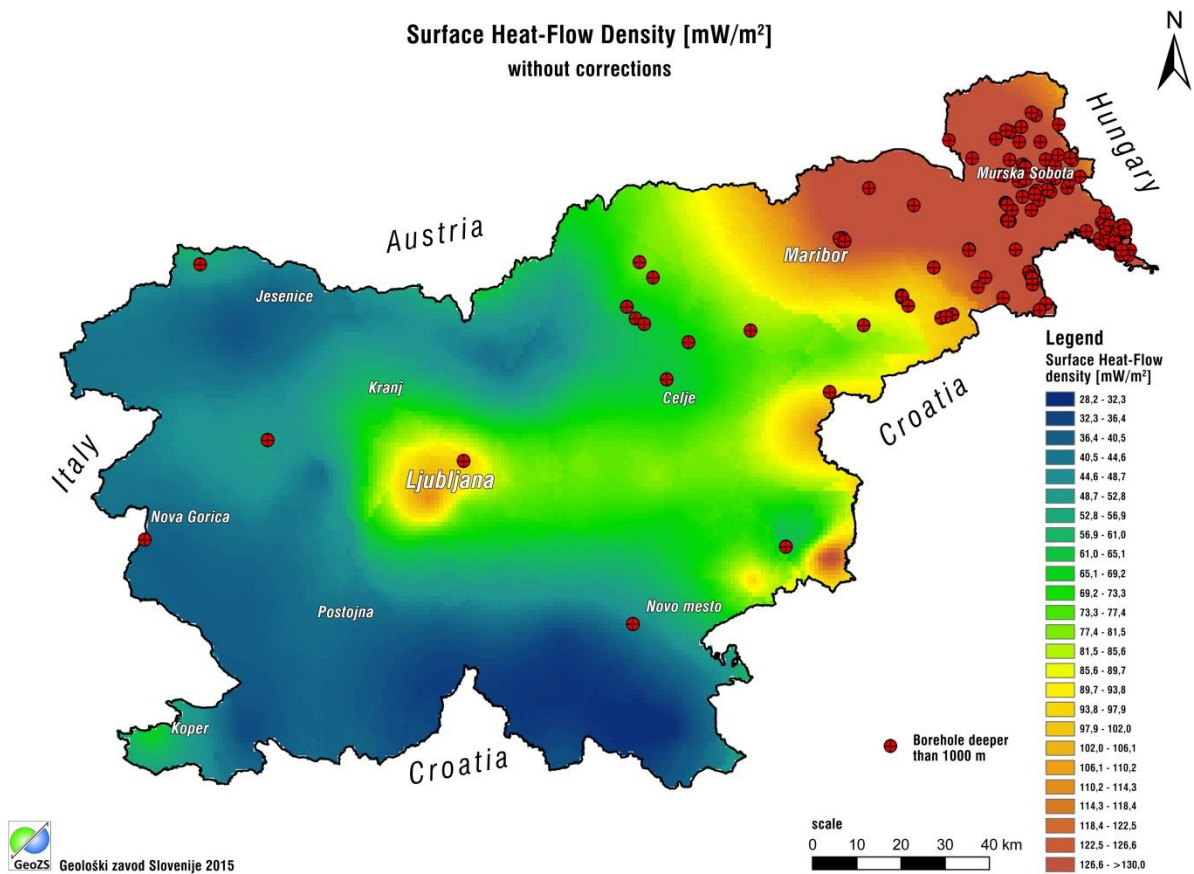 Surface Heat-Flow Density [mW/m²]
without corrections
N
Hungary
Murska Sobota
Austria
Maribor
Jesenice
Kranj
Celje
Croatia
Italy
Ljubljana
Nova Gorica
Postojna
Novo mesto
Koper
Croatia
Legend
Surface Heat-Flow
density [mW/m²]
28,2 - 32,3
32,3 - 36,4
36,4 - 40,5
40,5 - 44,6
44,6 - 48,7
48,7 - 52,8
52,8 - 56,9
56,9 - 61,0
61,0 - 65,1
65,1 - 69,2
69,2 - 73,3
73,3 - 77,4
77,4 - 81,5
81,5 - 85,6
85,6 - 89,7
89,7 - 93,8
93,8 - 97,9
97,9 - 102,0
102,0 - 106,1
106,1 - 110,2
110,2 - 114,3
114,3 - 118,4
118,4 - 122,5
122,5 - 126,6
126,6 - >130,0
Borehole deeper
than 1000 m
scale
0 10 20 30 40 km
GeoZS
Geološki zavod Slovenije 2015